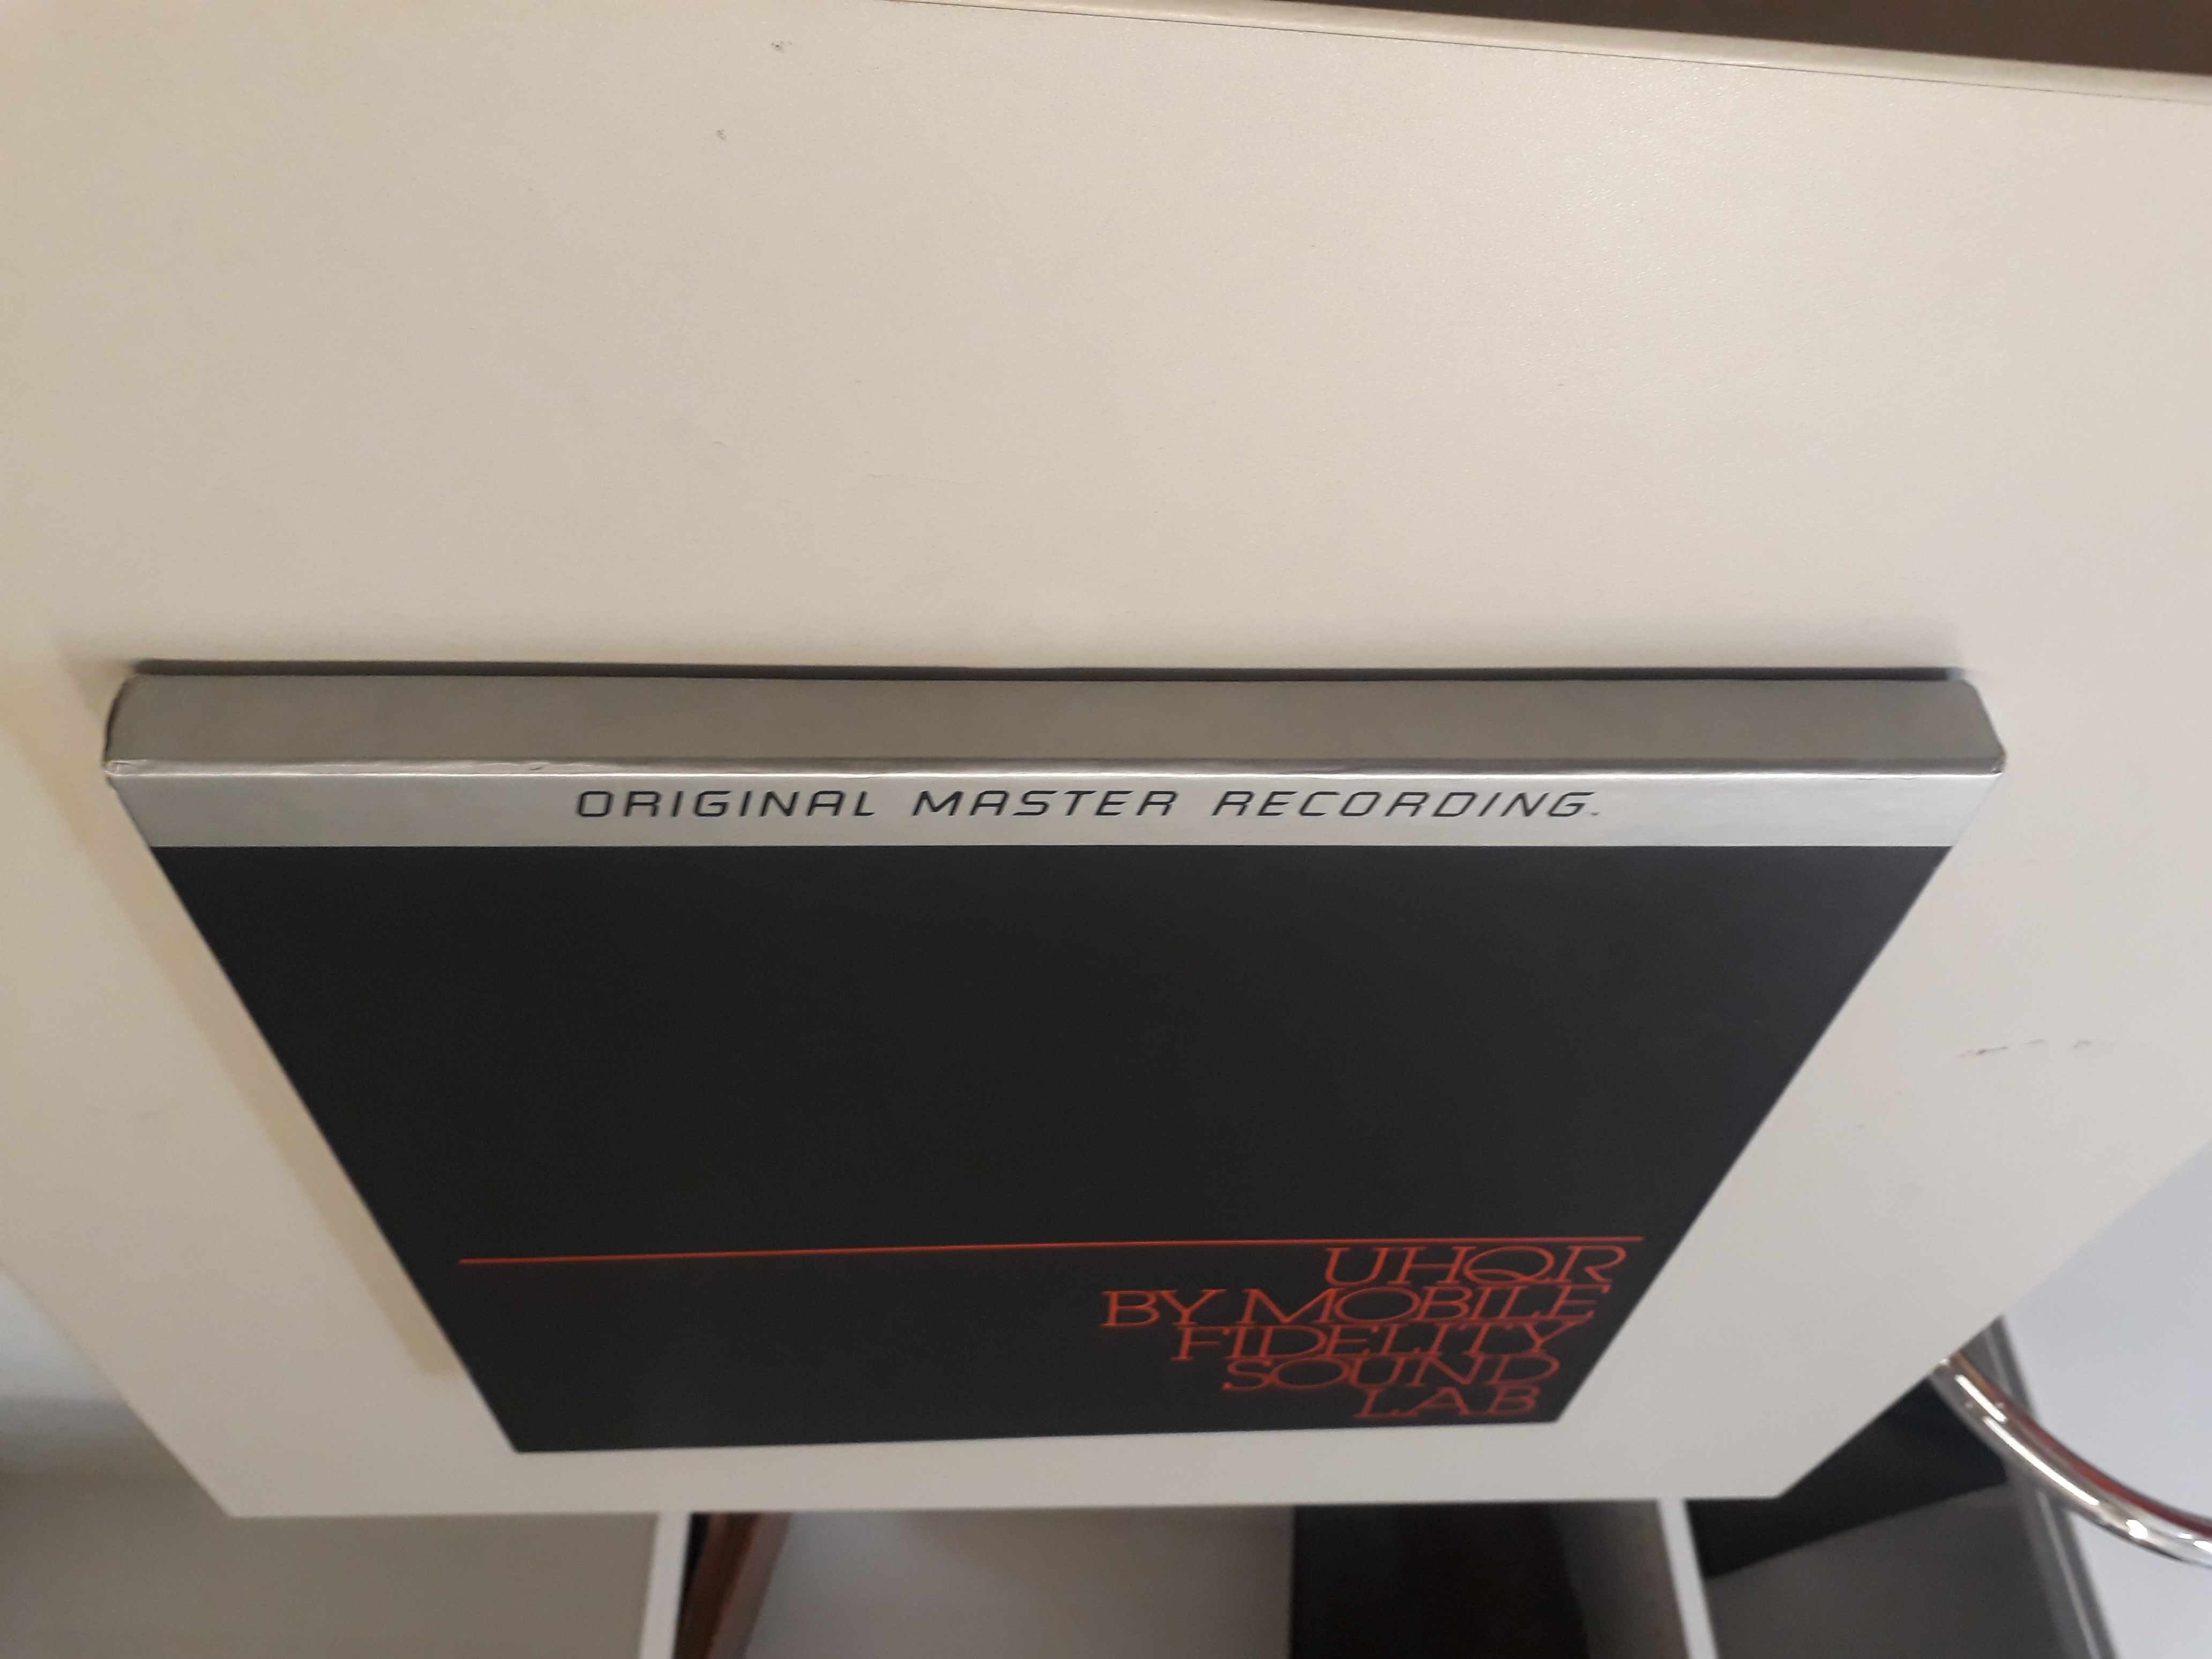 ORIGINAL MASTER RECORDING.
UHQR
BY MOBILE
FIDELITY
SOUND
LAB